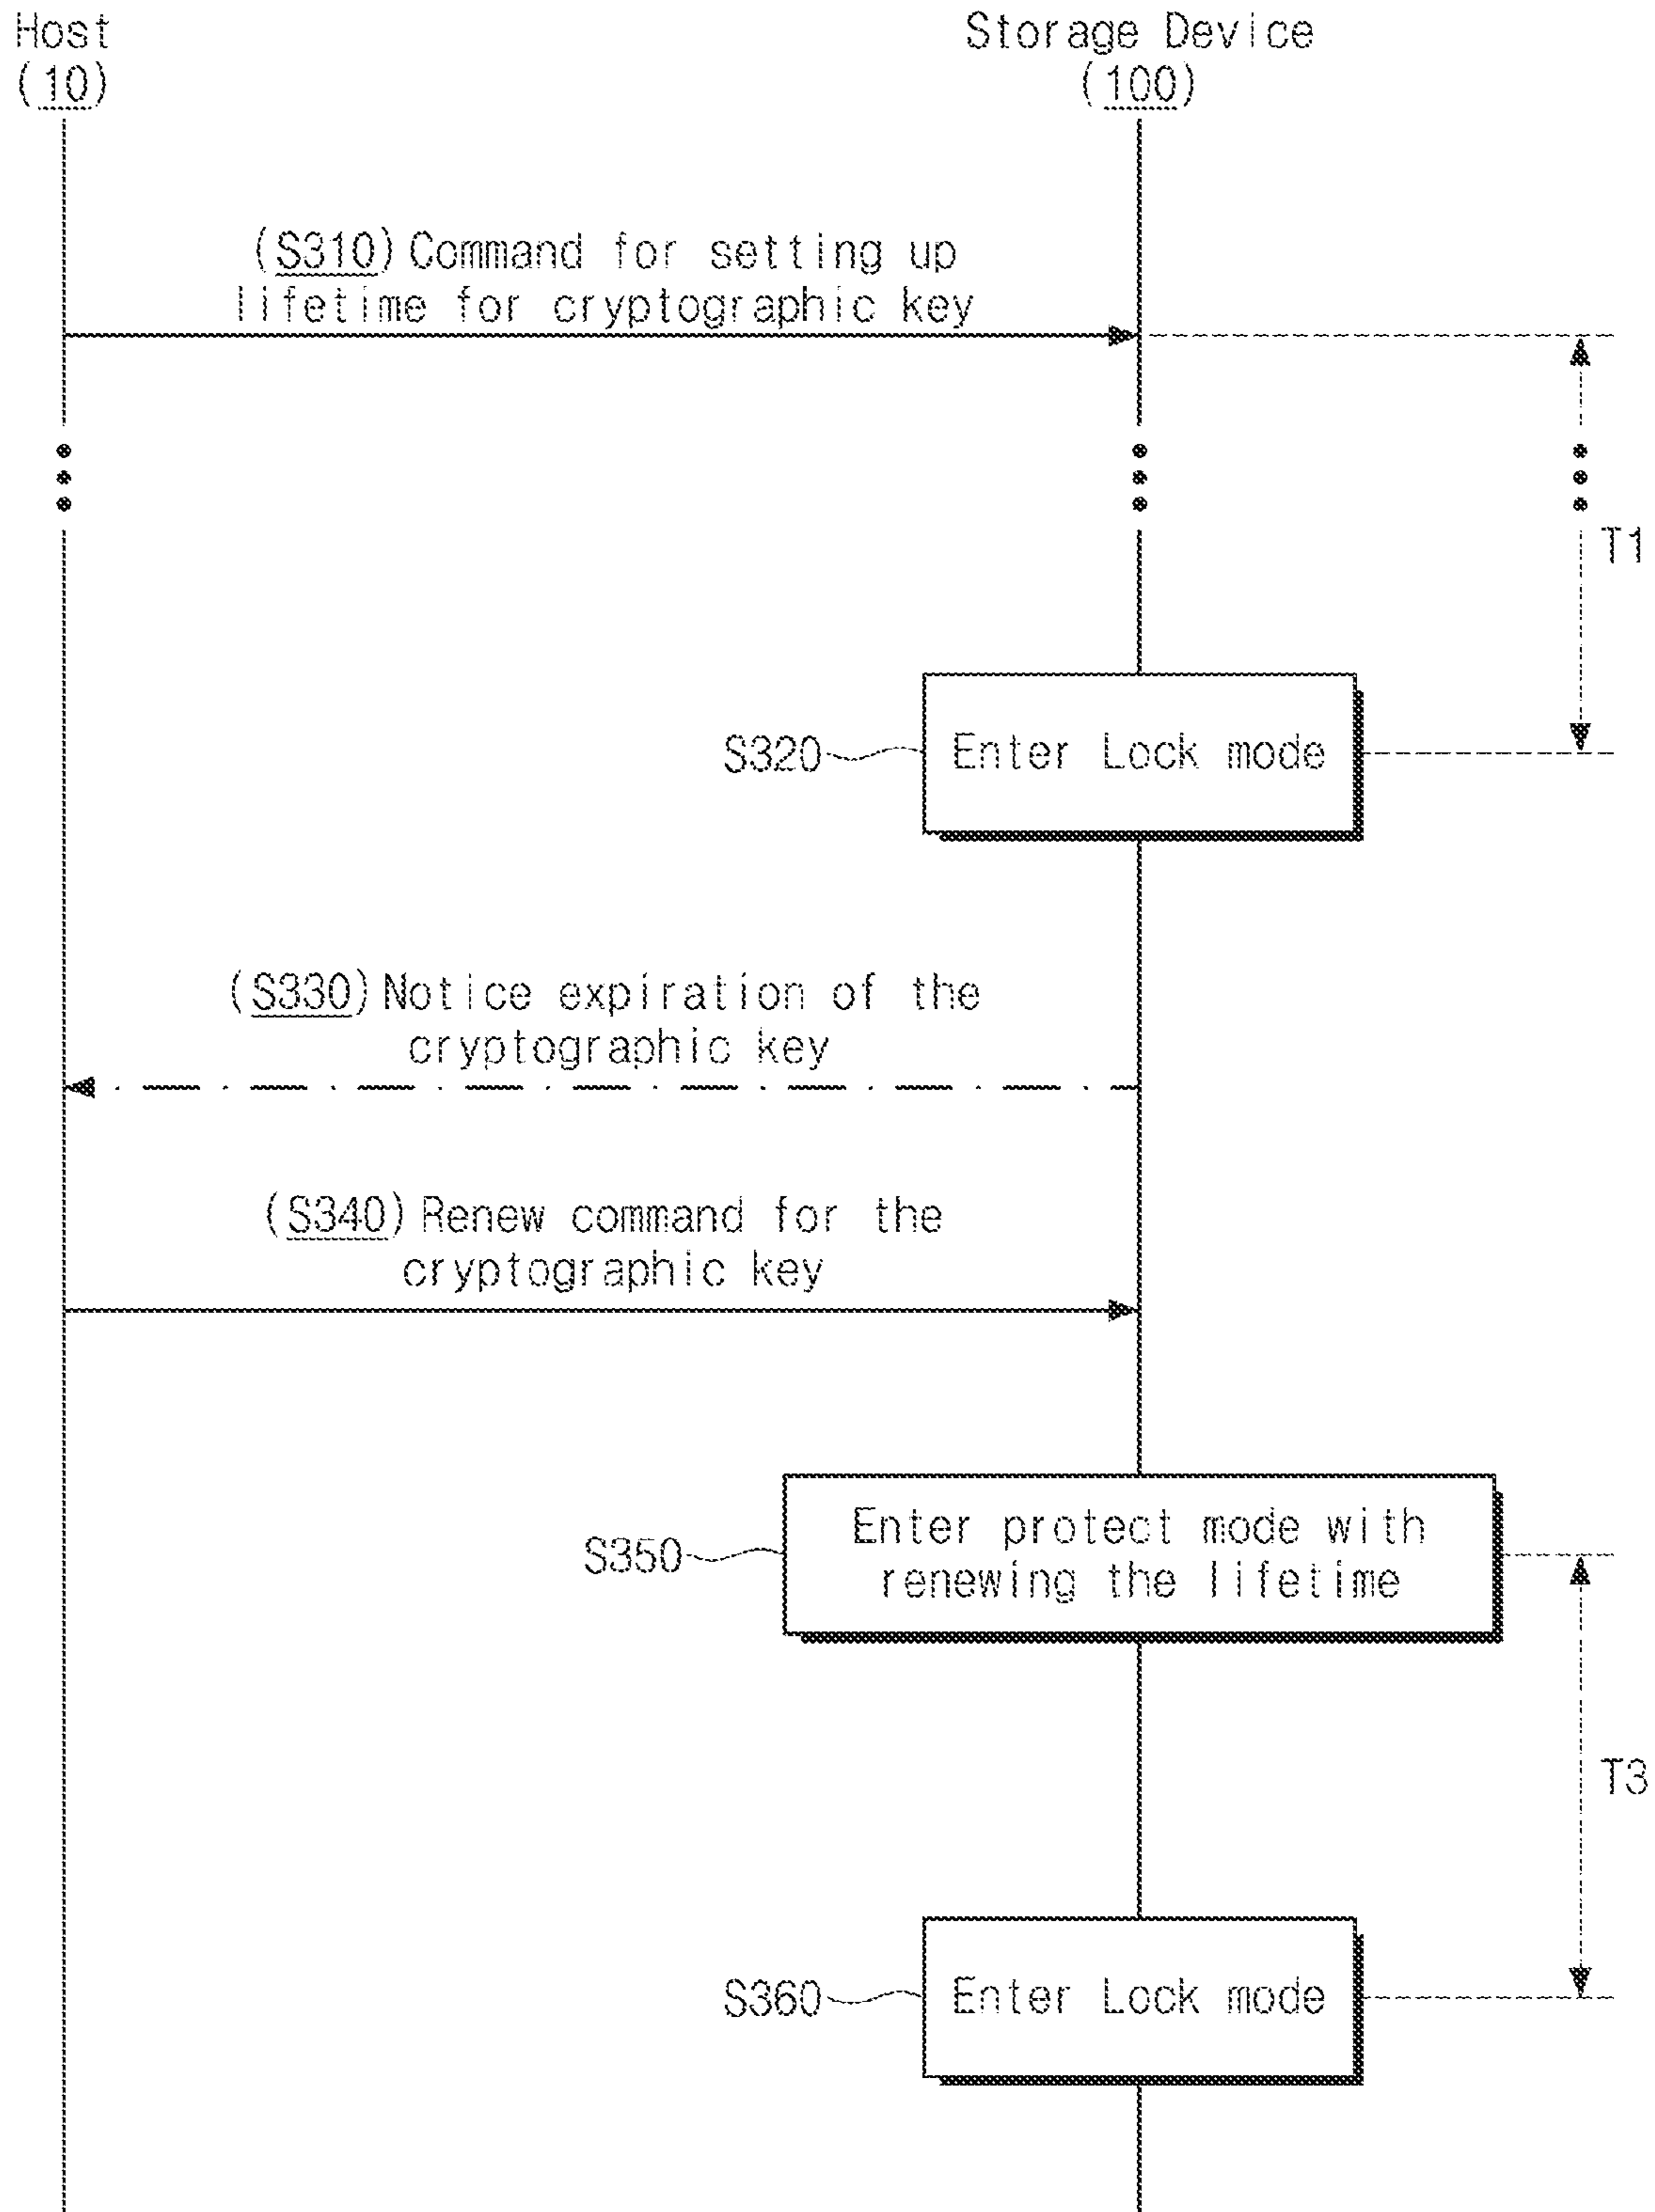 Host
(10)
Storage Device
(100)
(S310) Command for setting up
lifetime for cryptographic key
T1
S320
Enter Lock mode
(S330) Notice expiration of the
cryptographic key
(S340) Renew command for the
cryptographic key
S350
Enter protect mode with
renewing the lifetime
T3
S360
Enter Lock mode